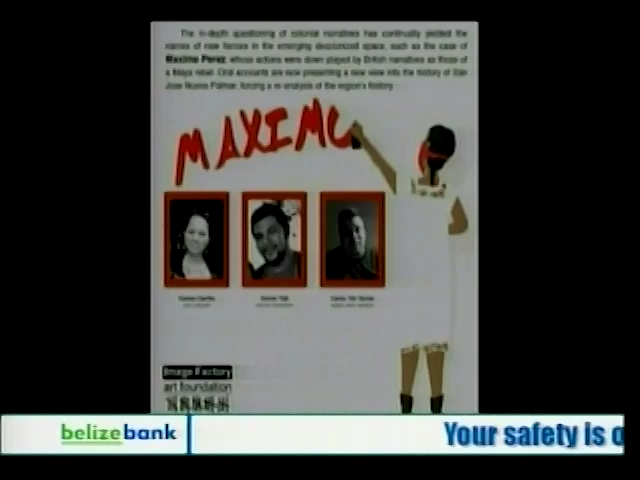 The in-depth questioning of colonial narratives has continually yielded the
names of new heroes in the emerging decolonized space, such as the case of
Maximo Perez, whose actions were down played by British narratives as those of
a Maya rebel. Oral accounts are now presenting a new view into the history of San
Jose Nuevo Palmar, forcing a re-analysis of the region's history.
MAXIMO
Image Factory
art foundation
belizebank
Your safety is o